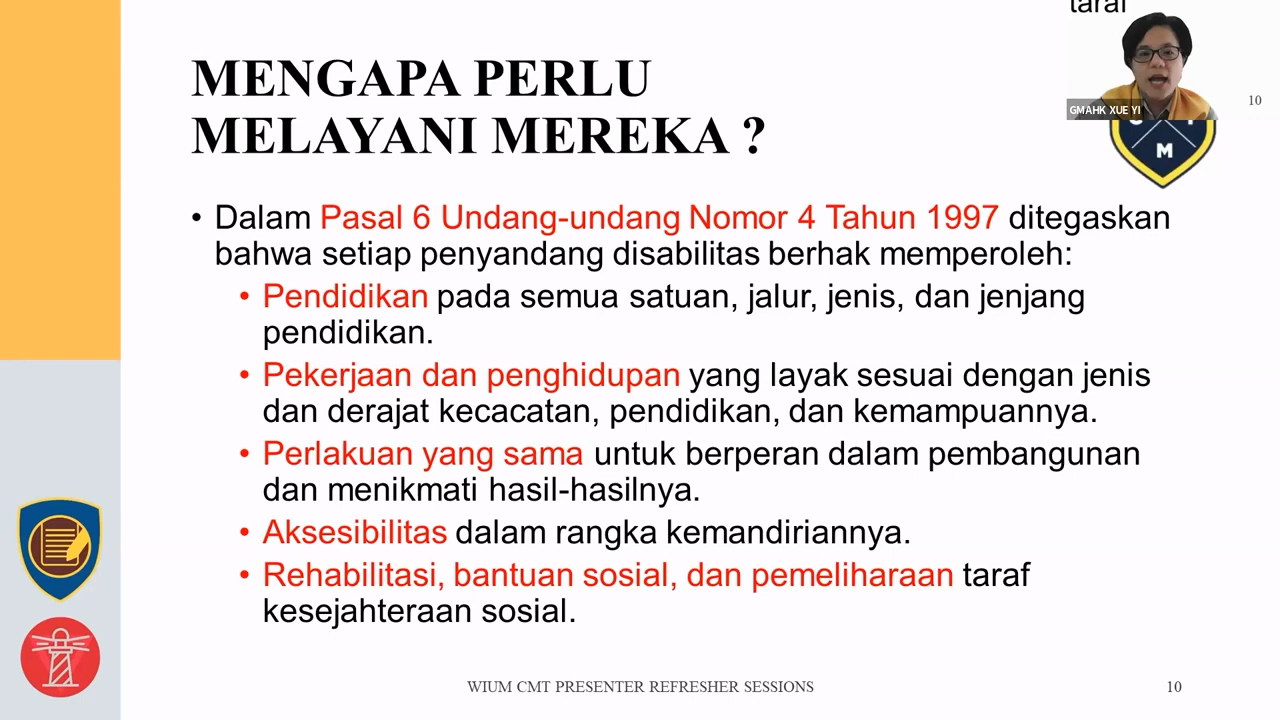 taraf
GMAHK XUE YI
10
M
MENGAPA PERLU
MELAYANI MEREKA ?
• Dalam Pasal 6 Undang-undang Nomor 4 Tahun 1997 ditegaskan
bahwa setiap penyandang disabilitas berhak memperoleh:
• Pendidikan pada semua satuan, jalur, jenis, dan jenjang
pendidikan.
• Pekerjaan dan penghidupan yang layak sesuai dengan jenis
dan derajat kecacatan, pendidikan, dan kemampuannya.
• Perlakuan yang sama untuk berperan dalam pembangunan
dan menikmati hasil-hasilnya.
• Aksesibilitas dalam rangka kemandiriannya.
• Rehabilitasi, bantuan sosial, dan pemeliharaan taraf
kesejahteraan sosial.
WIUM CMT PRESENTER REFRESHER SESSIONS
10